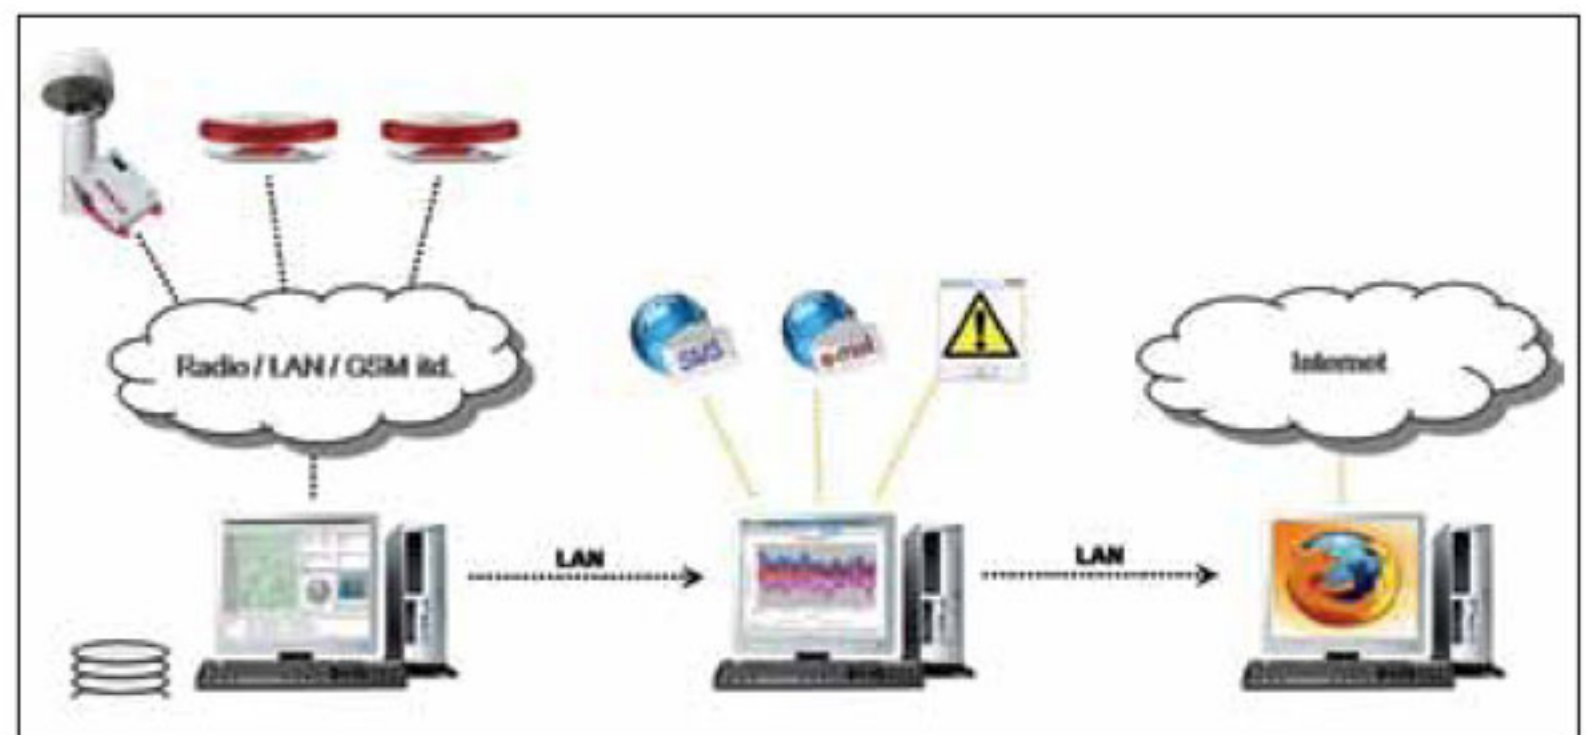 Radio / LAN / GSM itd.
SMS
e-mail
Internet
LAN
LAN